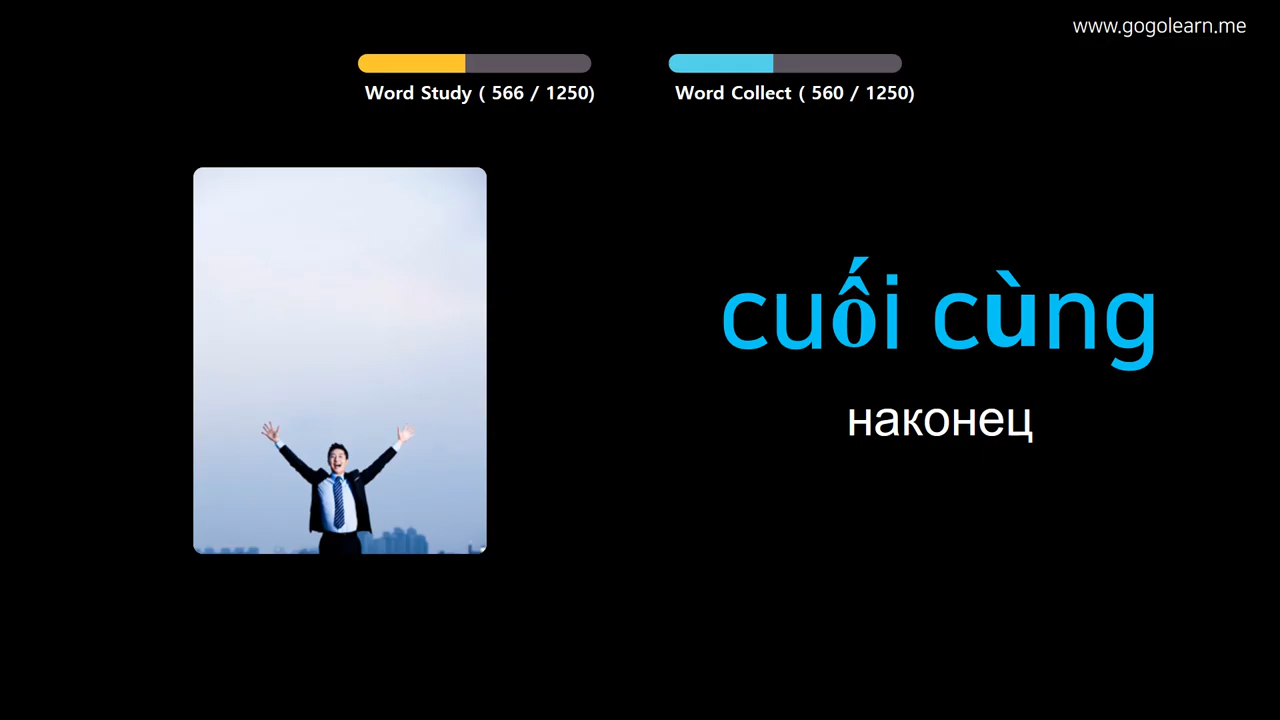 www.gogolearn.me
Word Study ( 566 / 1250)
Word Collect ( 560 / 1250)
cuối cùng
наконец